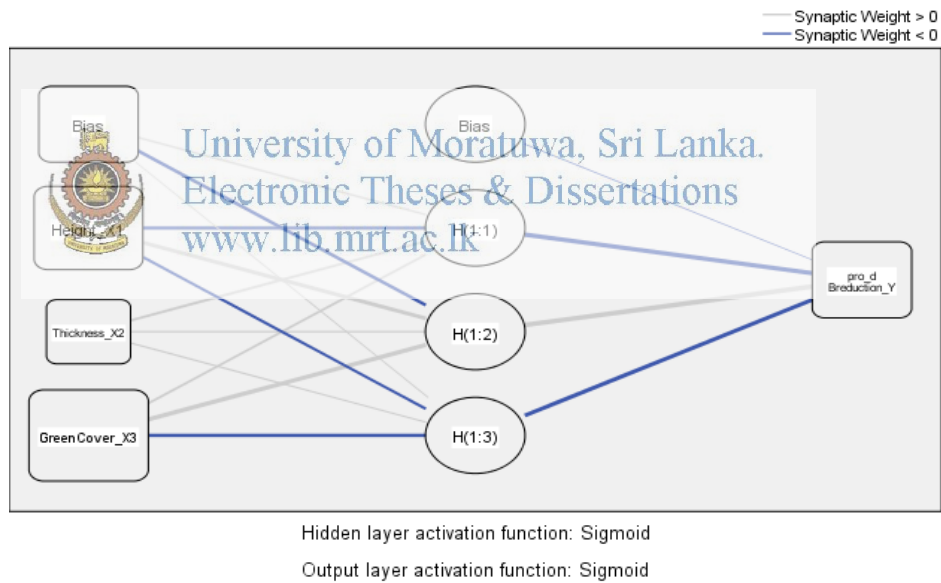 Synaptic Weight > 0
Synaptic Weight < 0
Bias
Bias
University of Moratuwa, Sri Lanka.
Electronic Theses & Dissertations
www.lib.mrt.ac.lk
Height_X1
H(1:1)
pro_d
Breduction_Y
Thickness_X2
H(1:2)
GreenCover_X3
H(1:3)
Hidden layer activation function: Sigmoid
Output layer activation function: Sigmoid